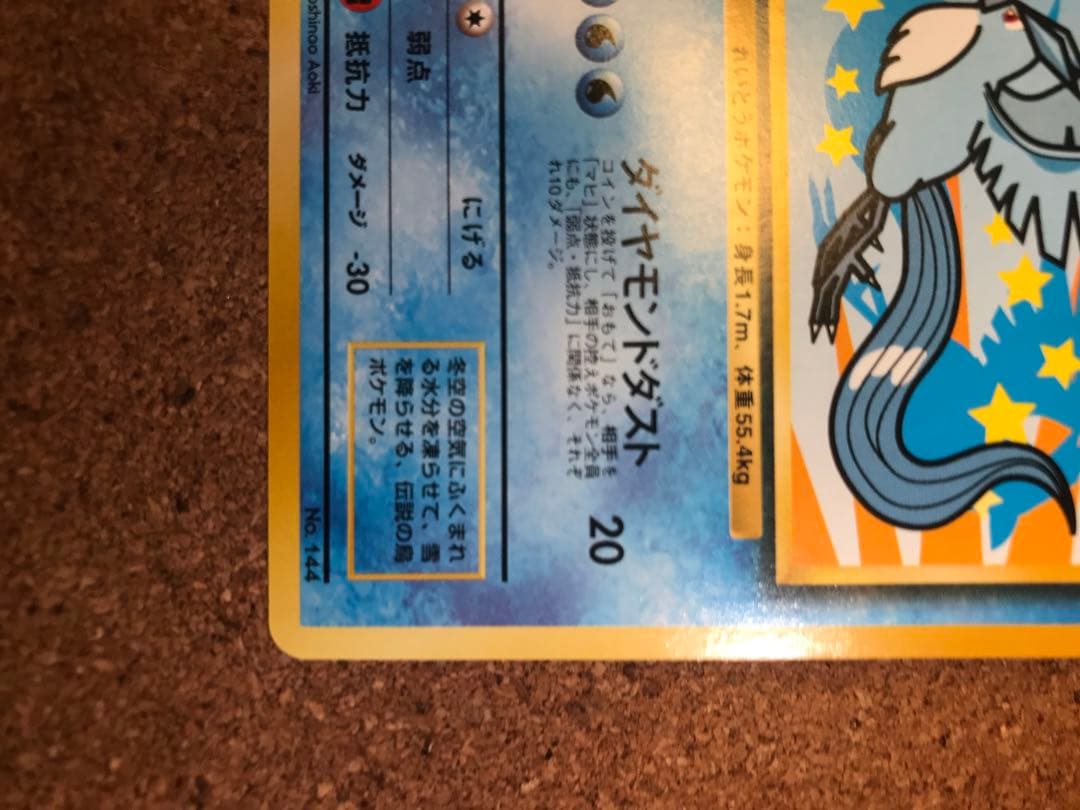 れいとうポケモン：身長1.7m、体重55.4kg
ダイヤモンドダスト 20
コインを投げて「おもて」なら、相手を
「マヒ」状態にし、相手の控えポケモン全員
にも、「弱点・抵抗力」に関係なく、それぞ
れ10ダメージ。
弱点
にげる
抵抗力 ダメージ -30
冬空の空気にふくまれ
る水分を凍らせて、雪
を降らせる、伝説の鳥
ポケモン。
oshinao Aoki
No. 144